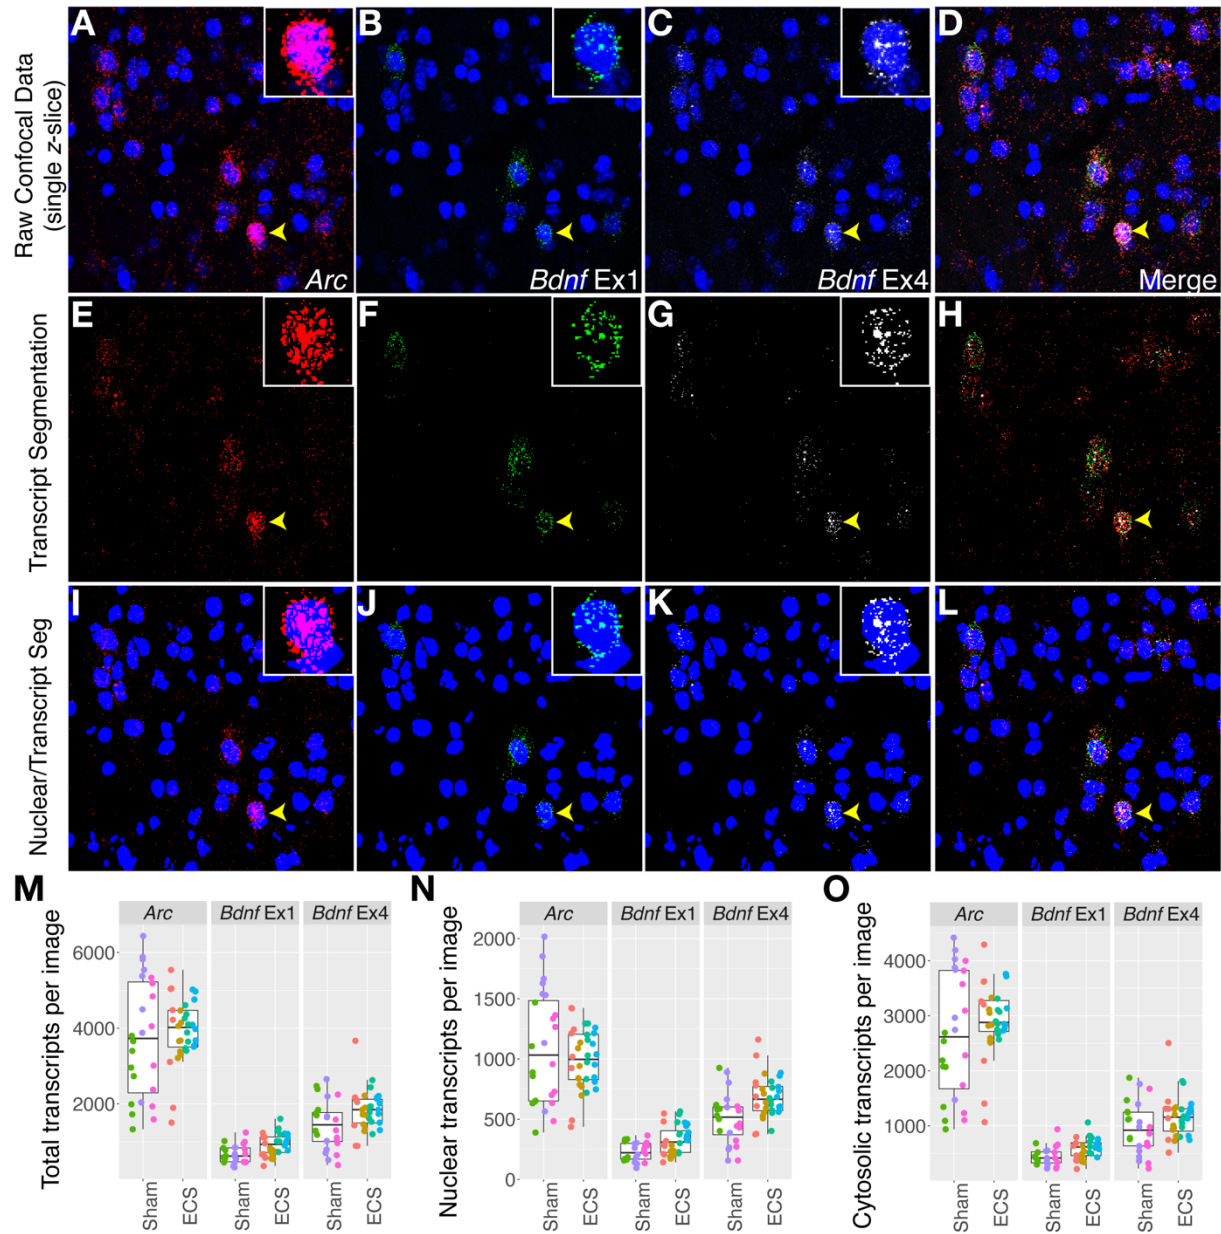 Raw Confocal Data
(single z-slice)
A
B
C
D
Arc
Bdnf Ex1
Bdnf Ex4
Merge
Transcript Segmentation
E
F
G
H
Nuclear/Transcript Seg
I
J
K
L
M
Total transcripts per image
Arc
Bdnf Ex1
Bdnf Ex4
6000
4000
2000
Sham
ECS
Sham
ECS
Sham
ECS
N
Nuclear transcripts per image
Arc
Bdnf Ex1
Bdnf Ex4
2000
1500
1000
500
0
Sham
ECS
Sham
ECS
Sham
ECS
O
Cytosolic transcripts per image
Arc
Bdnf Ex1
Bdnf Ex4
4000
3000
2000
1000
Sham
ECS
Sham
ECS
Sham
ECS